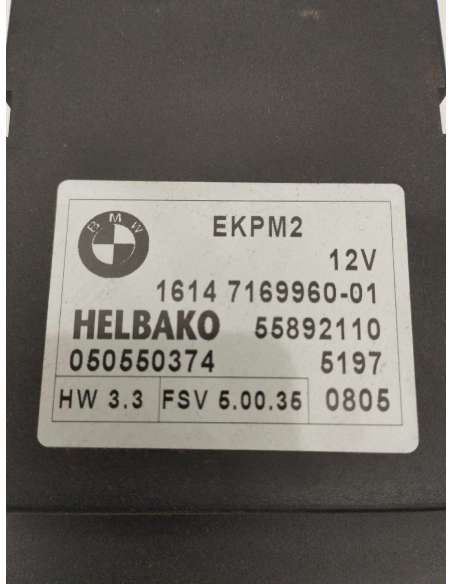 BMW
EKPM2
12V
1614 7169960-01
HELBAKO 55892110
050550374 5197
HW 3.3 FSV 5.00.35 0805